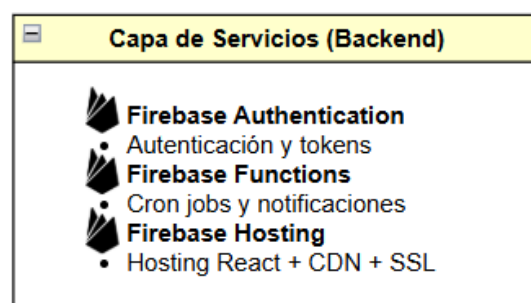 Capa de Servicios (Backend)
Firebase Authentication
• Autenticación y tokens
Firebase Functions
• Cron jobs y notificaciones
Firebase Hosting
• Hosting React + CDN + SSL